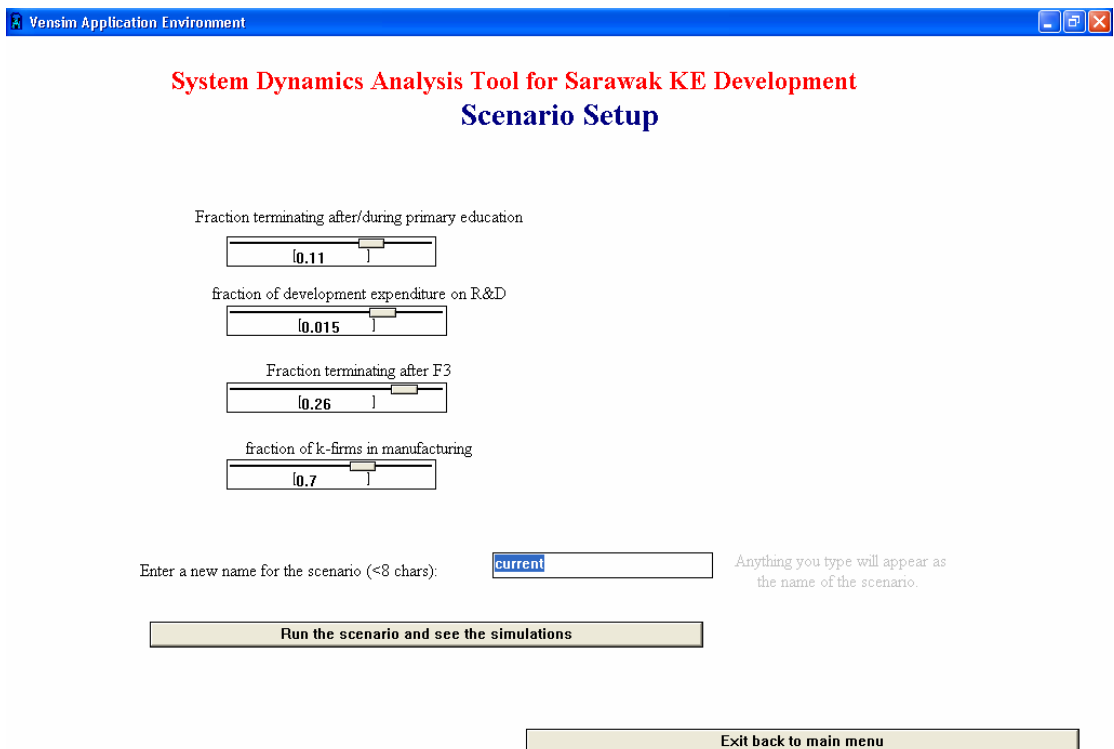 Vensim Application Environment
System Dynamics Analysis Tool for Sarawak KE Development
Scenario Setup
Fraction terminating after/during primary education
[0.11 ]
fraction of development expenditure on R&D
[0.015 ]
Fraction terminating after F3
[0.26 ]
fraction of k-firms in manufacturing
[0.7 ]
Enter a new name for the scenario (<8 chars):
current
Anything you type will appear as
the name of the scenario.
Run the scenario and see the simulations
Exit back to main menu